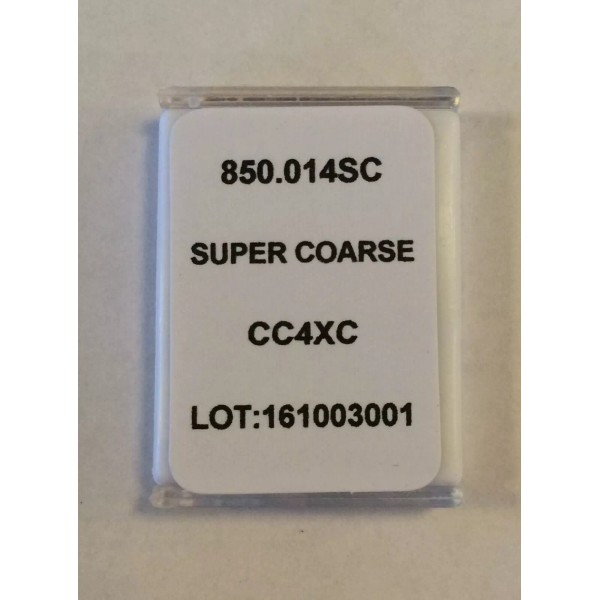 850.014SC
SUPER COARSE
CC4XC
LOT:161003001